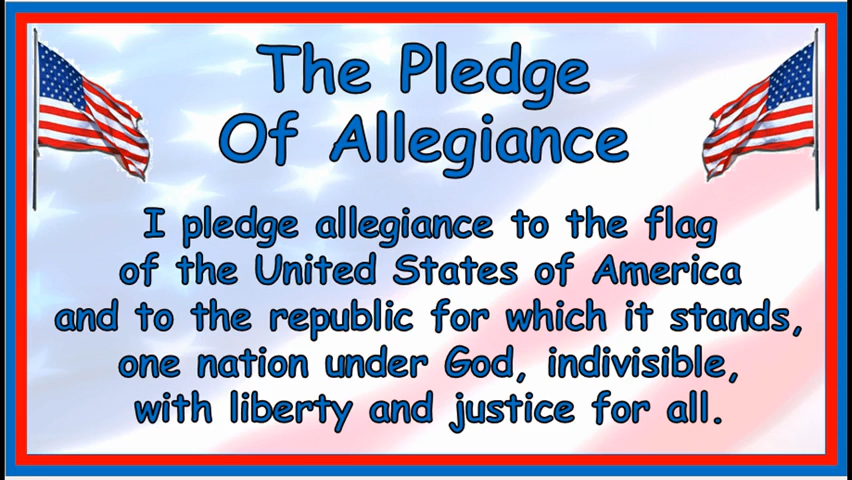 The Pledge
Of Allegiance
I pledge allegiance to the flag
of the United States of America
and to the republic for which it stands,
one nation under God, indivisible,
with liberty and justice for all.